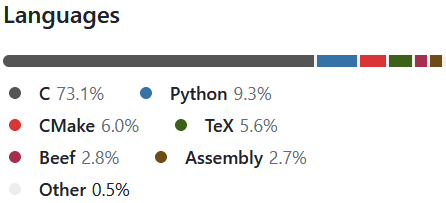 Languages
C 73.1% Python 9.3%
CMake 6.0% TeX 5.6%
Beef 2.8% Assembly 2.7%
Other 0.5%